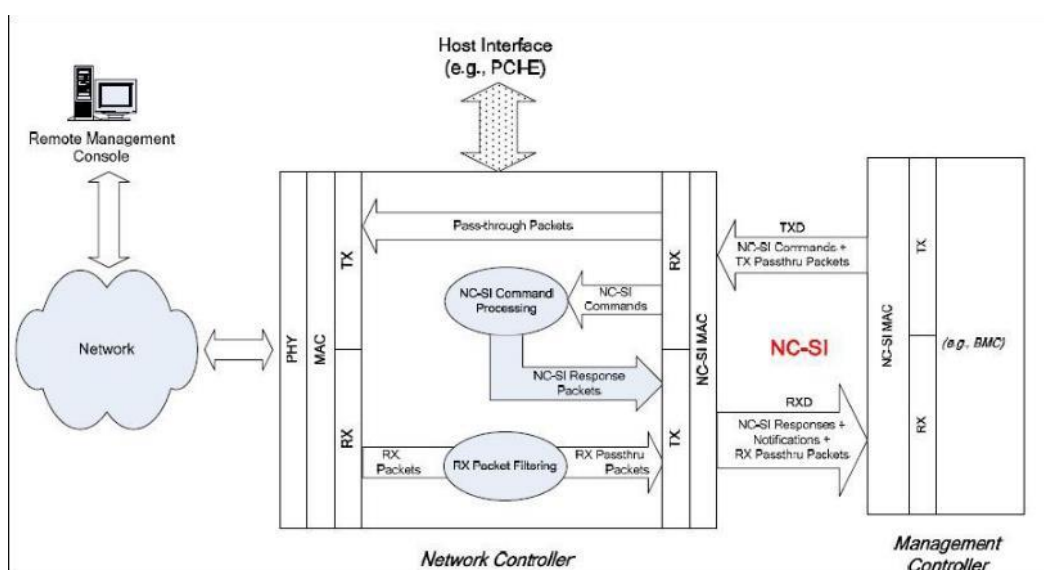 Host Interface
(e.g., PCI-E)
Remote Management
Console
Network
PHY
MAC
TX
RX
Pass-through Packets
NC-SI Command
Processing
NC-SI
Commands
NC-SI Response
Packets
RX
Packets
RX Packet Filtering
RX Passthru
Packets
RX
TX
NC-SI MAC
TXD
NC-SI Commands +
TX Passthru Packets
NC-SI
RXD
NC-SI Responses +
Notifications +
RX Passthru Packets
NC-SI MAC
TX
RX
(e.g., BMC)
Network Controller
Management
Controller